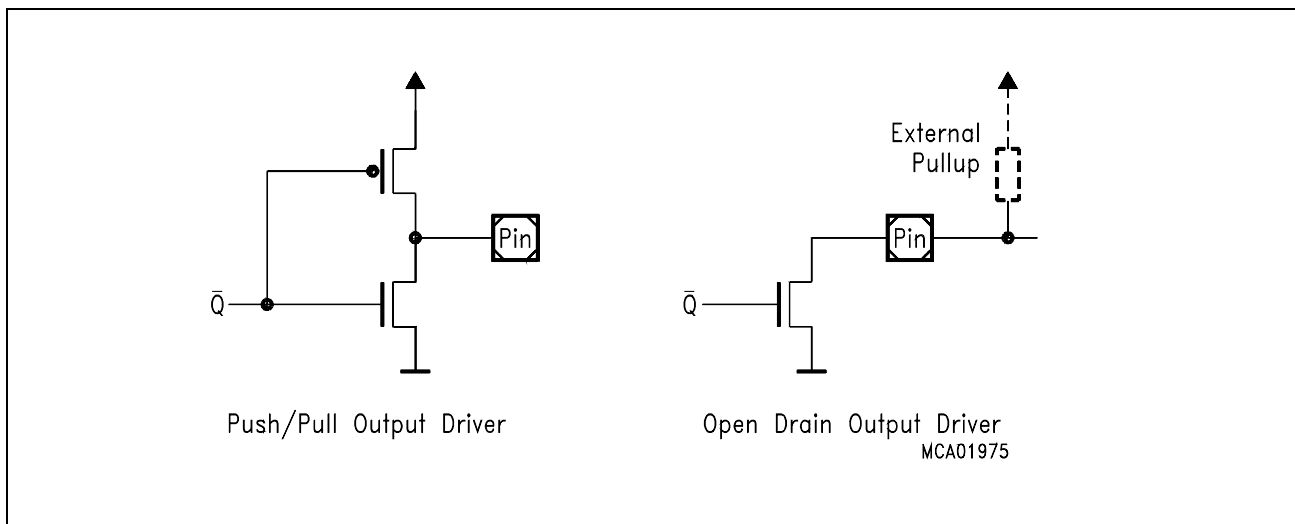 External
Pullup
Pin
Pin
Q̄
Q̄
Push/Pull Output Driver
Open Drain Output Driver
MCA01975